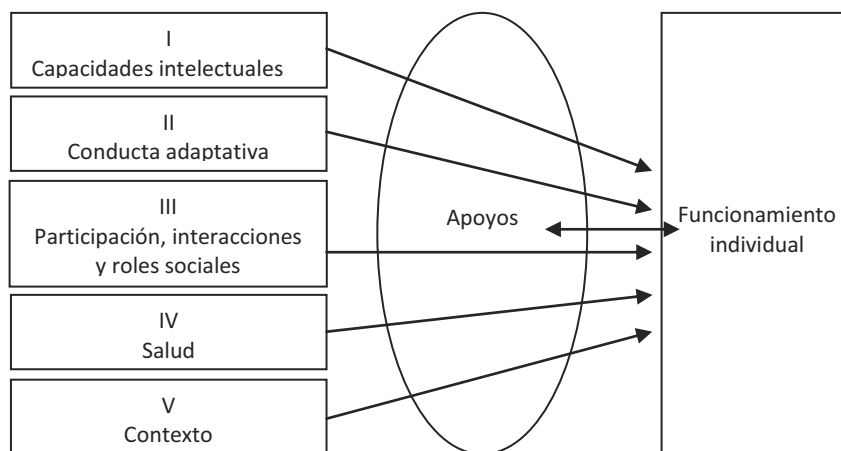 I
Capacidades intelectuales
II
Conducta adaptativa
III
Participación, interacciones
y roles sociales
IV
Salud
V
Contexto
Apoyos
Funcionamiento
individual